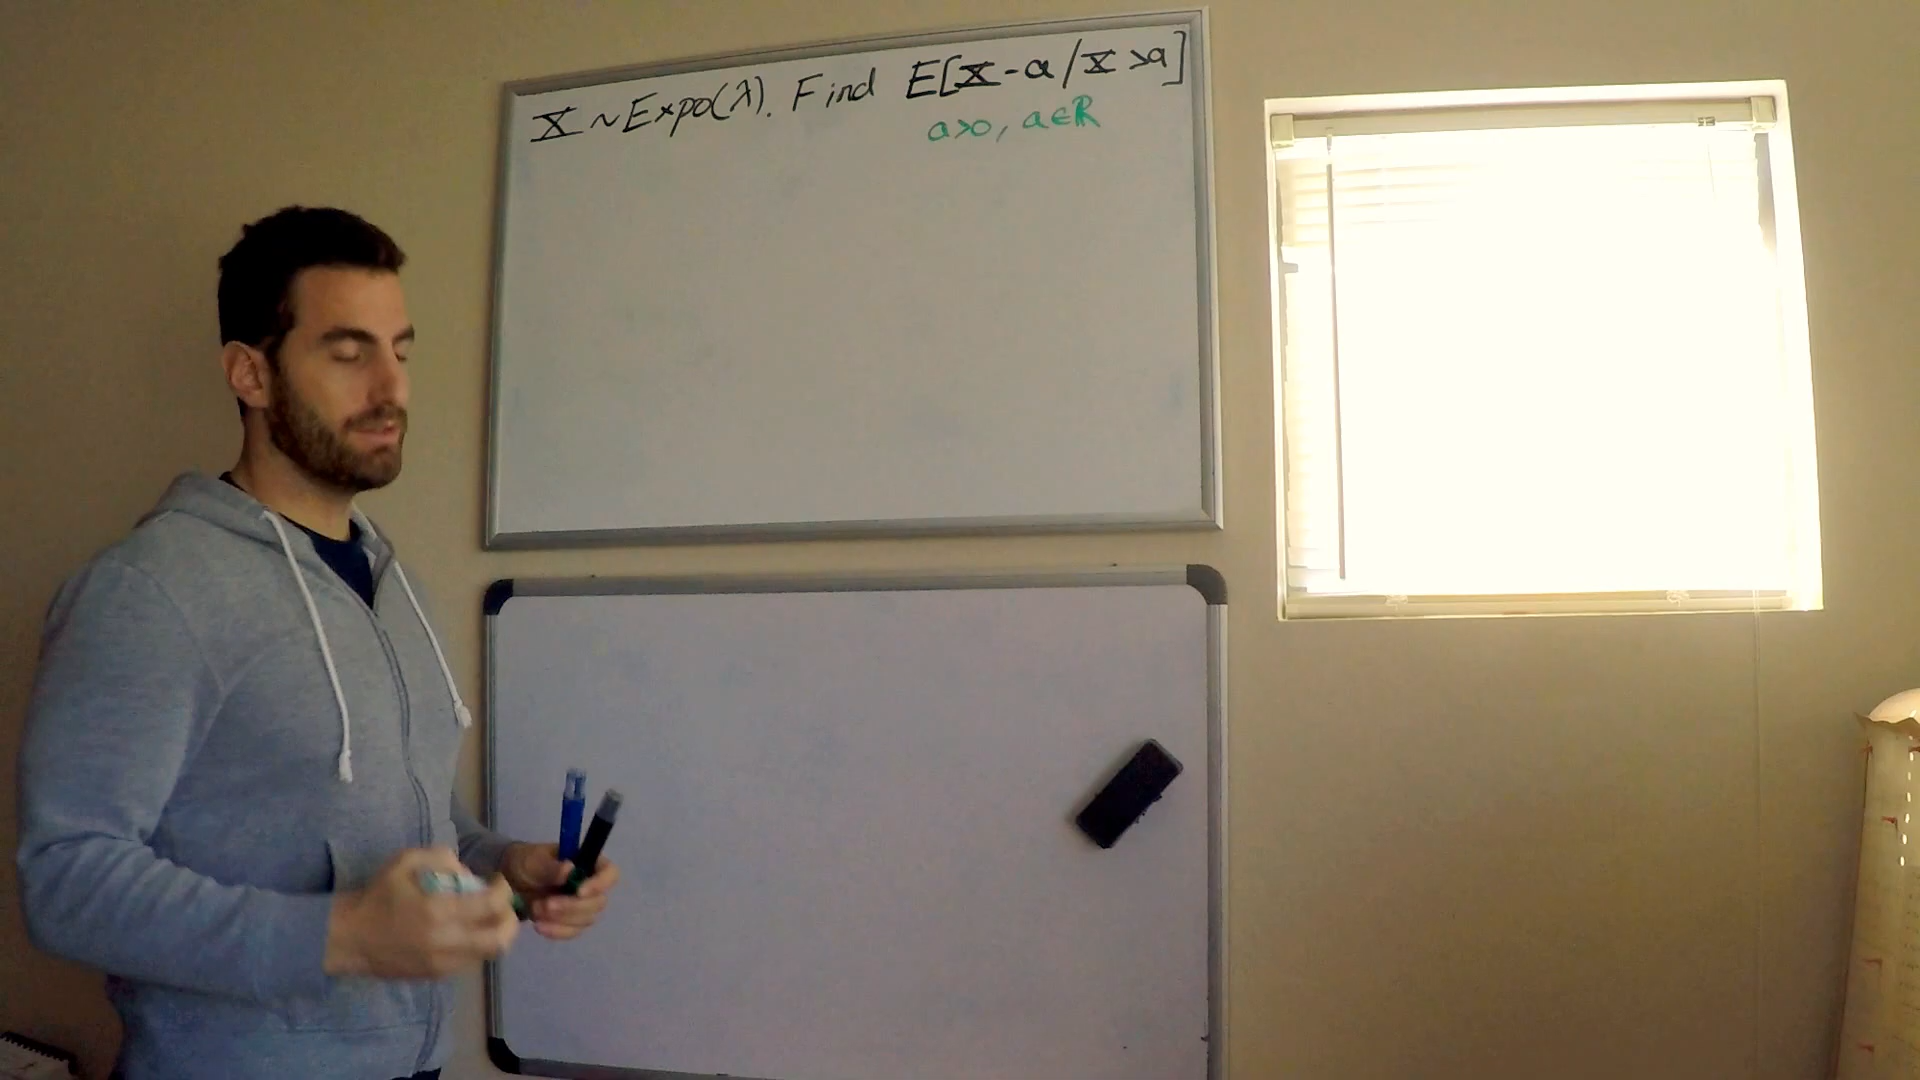 X ~ Expo(λ). Find E[X - a / X > a]
a>0, a∈ℝ